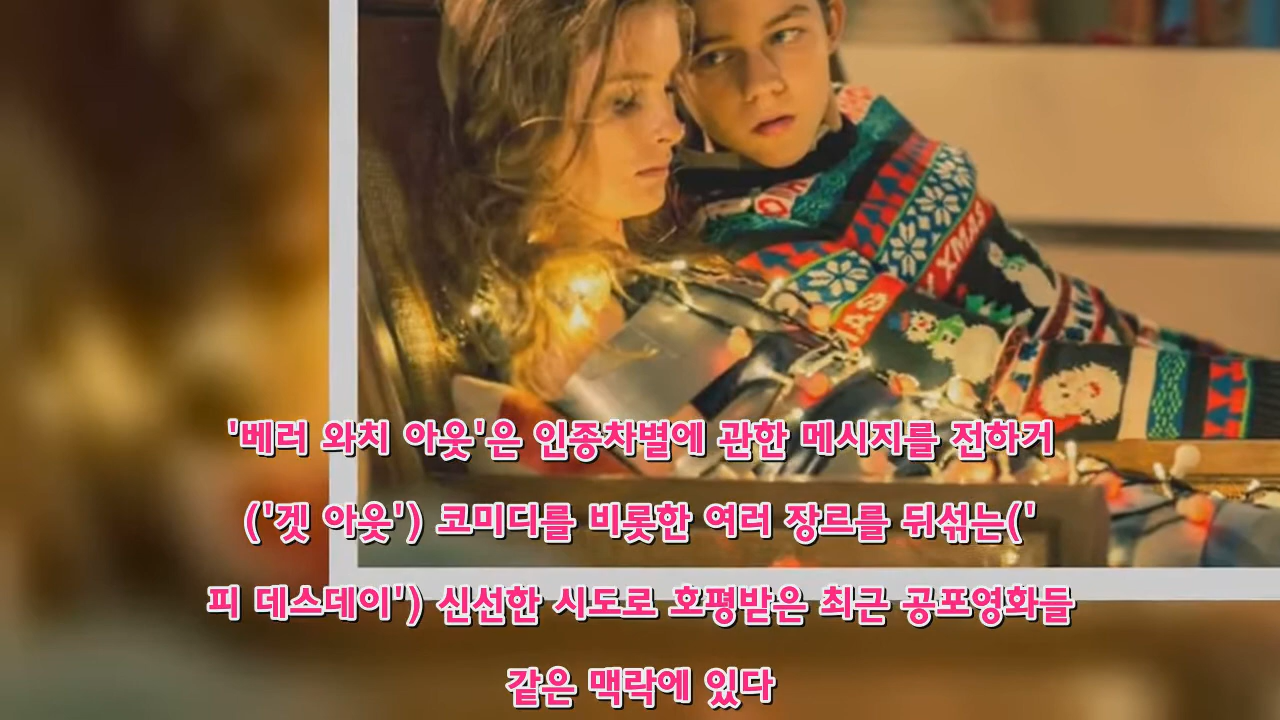 '베러 와치 아웃'은 인종차별에 관한 메시지를 전하거
('겟 아웃') 코미디를 비롯한 여러 장르를 뒤섞는('
피 데스데이') 신선한 시도로 호평받은 최근 공포영화들
같은 맥락에 있다
XMAS